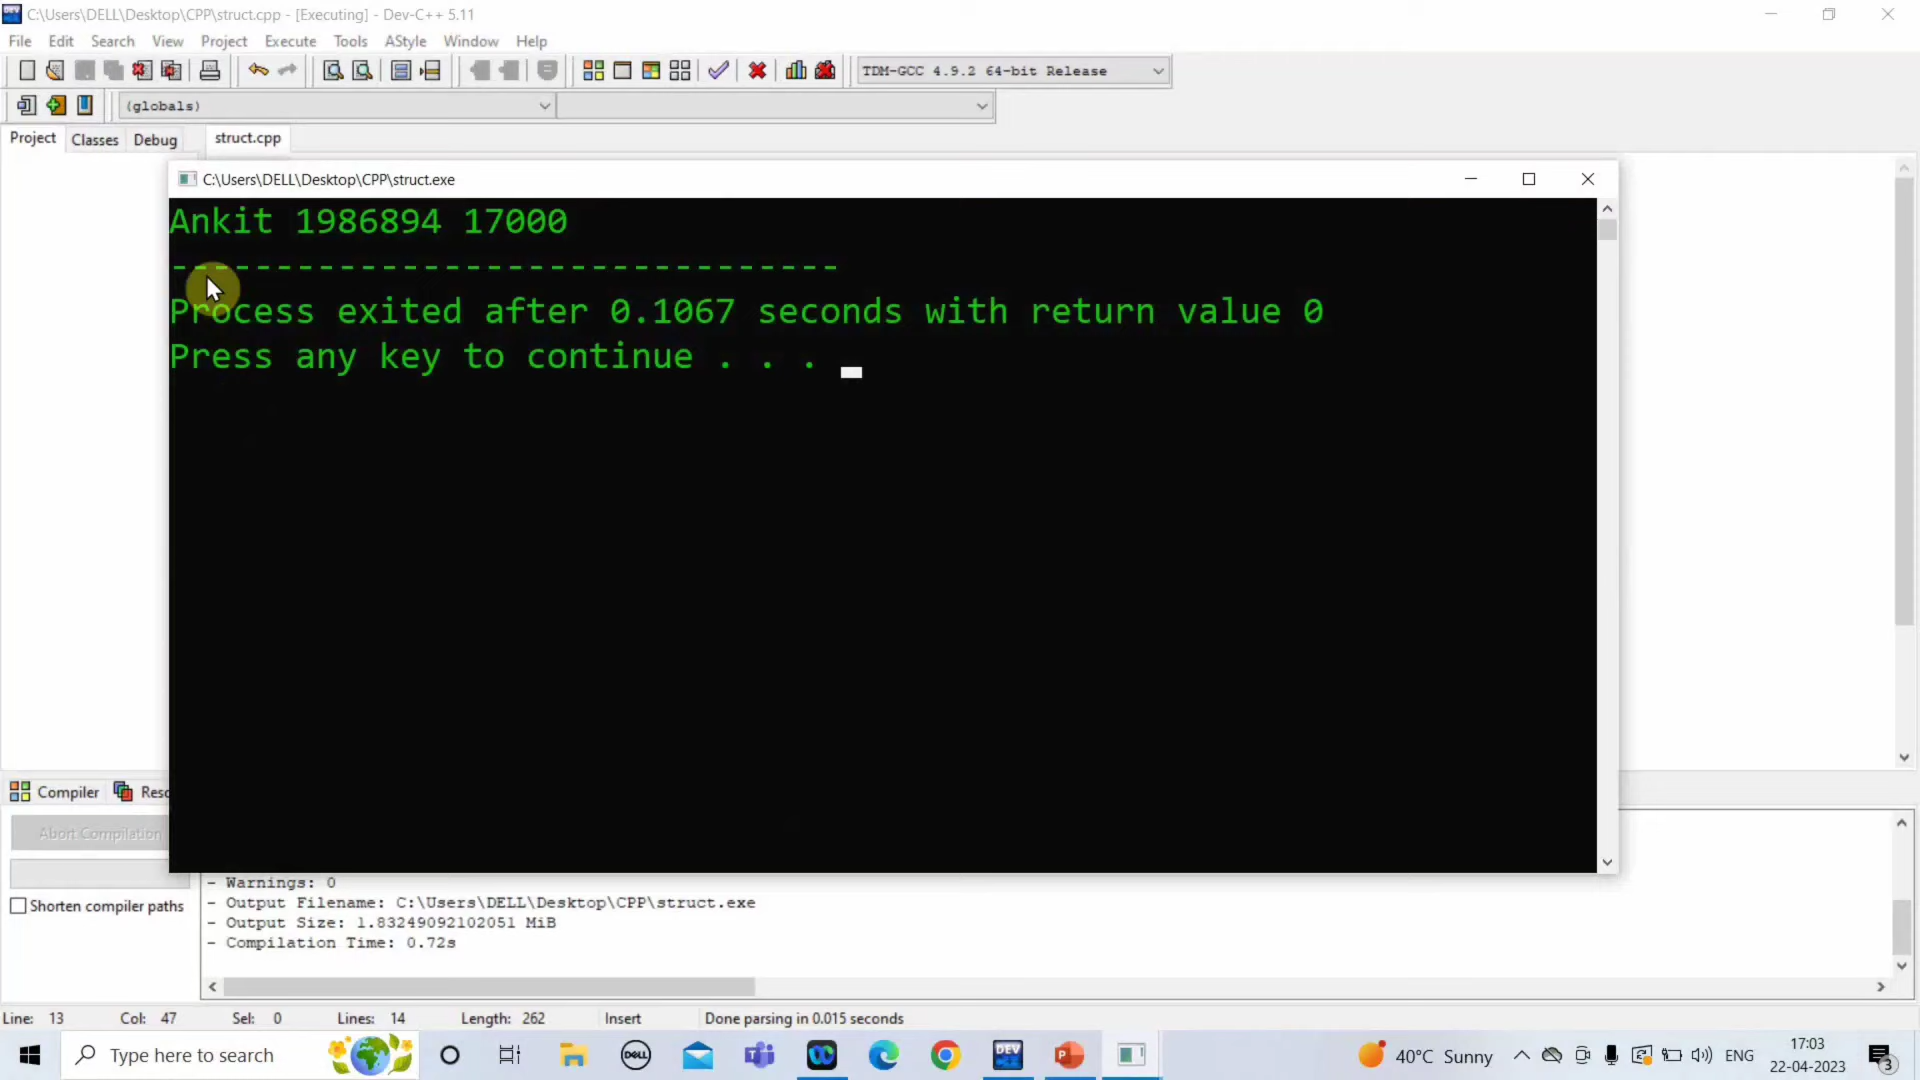 C:\Users\DELL\Desktop\CPP\struct.cpp - [Executing] - Dev-C++ 5.11
File Edit Search View Project Execute Tools AStyle Window Help
TDM-GCC 4.9.2 64-bit Release
(globals)
Project Classes Debug struct.cpp
C:\Users\DELL\Desktop\CPP\struct.exe
Ankit 1986894 17000
--------------------------------
Process exited after 0.1067 seconds with return value 0
Press any key to continue . . .
Compiler Reso
Abort Compilation
- Warnings: 0
Shorten compiler paths
- Output Filename: C:\Users\DELL\Desktop\CPP\struct.exe
- Output Size: 1.83249092102051 MiB
- Compilation Time: 0.72s
Line: 13 Col: 47 Sel: 0 Lines: 14 Length: 262 Insert Done parsing in 0.015 seconds
Type here to search DELL DEV 40°C Sunny ENG 17:03
22-04-2023 3